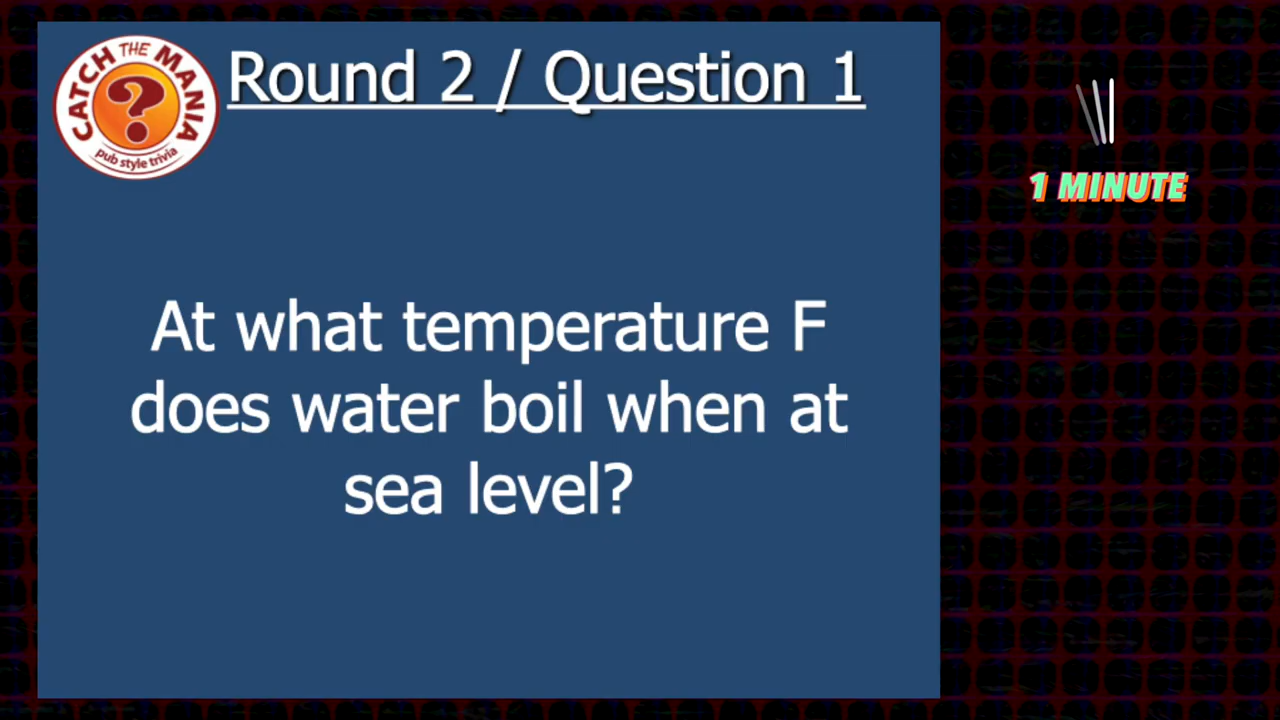 CATCH THE MANIA
?
pub style trivia
Round 2 / Question 1
1 MINUTE
At what temperature F
does water boil when at
sea level?